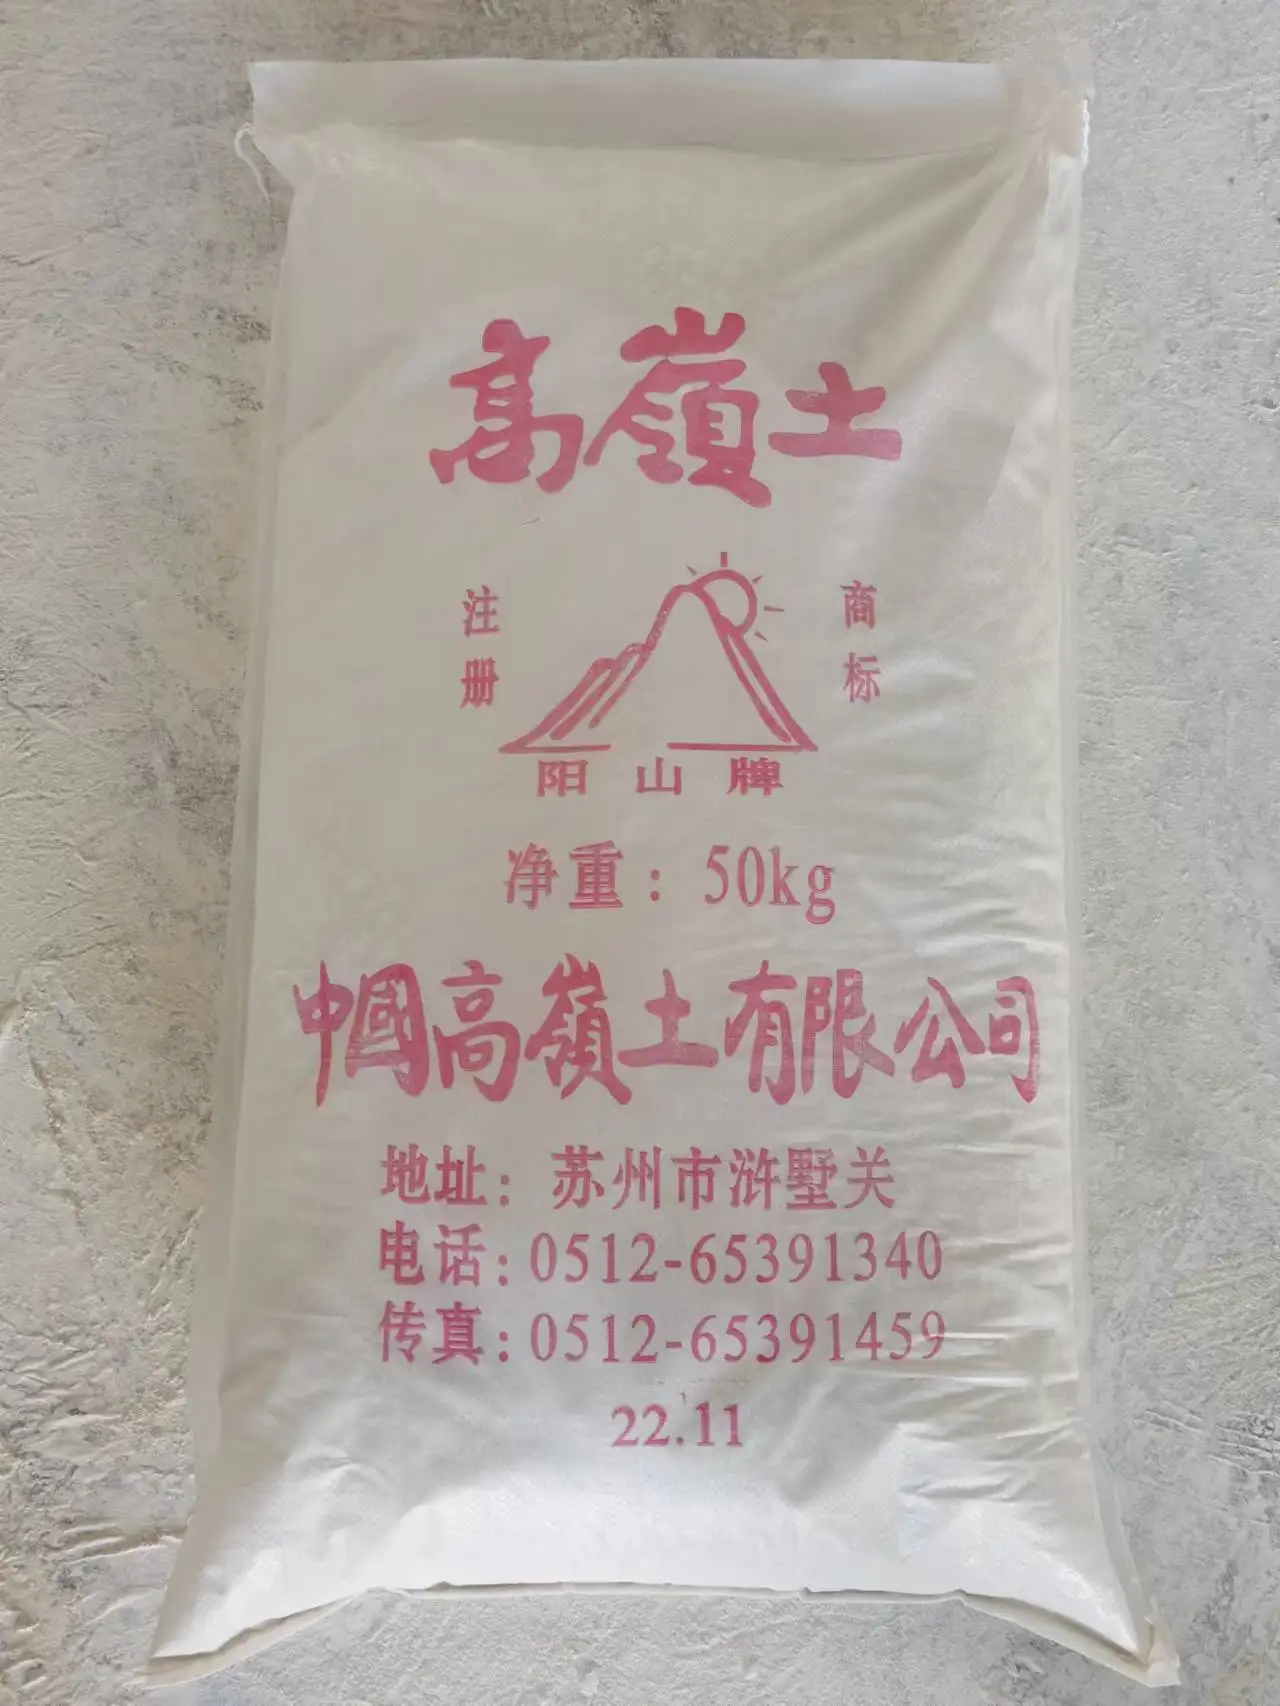 高嶺土
注册 商标
阳山牌
净重：50kg
中國高嶺土有限公司
地址：苏州市浒墅关
电话：0512-65391340
传真：0512-65391459
22.11